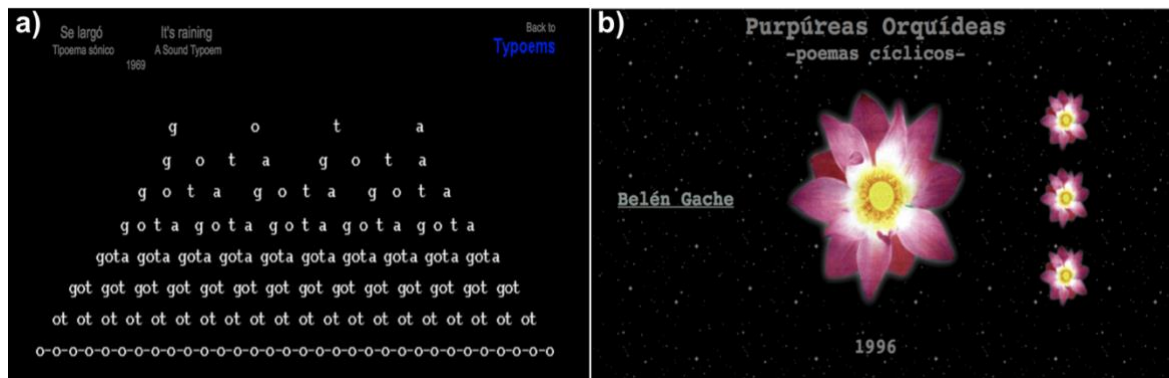 a)
Se largó It's raining
Tipoema sónico A Sound Typoem
1969
Back to
Typoems
g o t a
g o t a g o t a
g o t a g o t a g o t a
g o t a g o t a g o t a g o t a g o t a
gota gota gota gota gota gota gota gota gota gota
got got got got got got got got got got got got got got
ot ot ot ot ot ot ot ot ot ot ot ot ot ot ot ot ot ot ot ot
o-o-o-o-o-o-o-o-o-o-o-o-o-o-o-o-o-o-o-o-o-o-o-o-o-o-o-o-o-o-o-o
b)
Purpúreas Orquídeas
-poemas cíclicos-
Belén Gache
1996